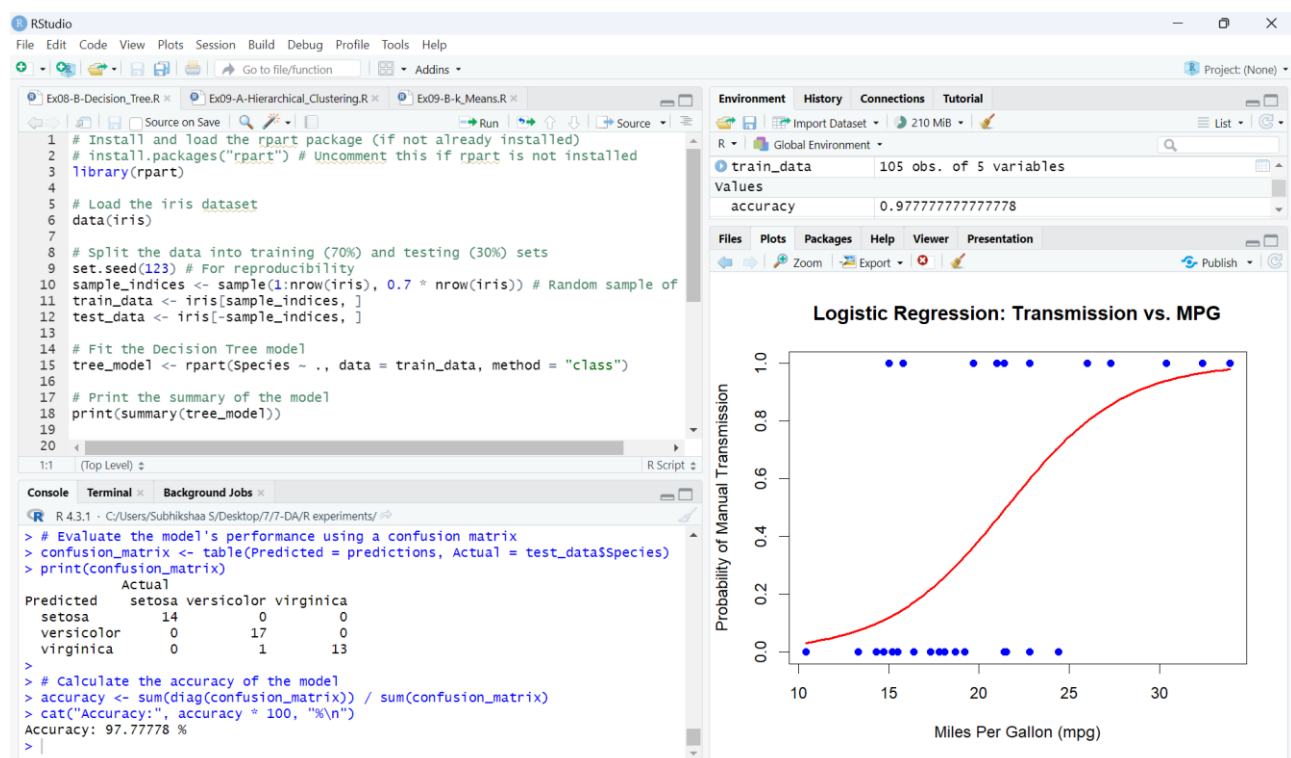 RStudio
File Edit Code View Plots Session Build Debug Profile Tools Help
Go to file/function Addins Project: (None)
Ex08-B-Decision_Tree.R Ex09-A-Hierarchical_Clustering.R Ex09-B-k_Means.R
Source on Save Run Source
1 # Install and load the rpart package (if not already installed)
2 # install.packages("rpart") # Uncomment this if rpart is not installed
3 library(rpart)
4
5 # Load the iris dataset
6 data(iris)
7
8 # Split the data into training (70%) and testing (30%) sets
9 set.seed(123) # For reproducibility
10 sample_indices <- sample(1:nrow(iris), 0.7 * nrow(iris)) # Random sample of
11 train_data <- iris[sample_indices, ]
12 test_data <- iris[-sample_indices, ]
13
14 # Fit the Decision Tree model
15 tree_model <- rpart(Species ~ ., data = train_data, method = "class")
16
17 # Print the summary of the model
18 print(summary(tree_model))
19
20
1:1 (Top Level) R Script
Console Terminal Background Jobs
R 4.3.1 · C:/Users/Subhikshaa S/Desktop/7/7-DA/R experiments/
> # Evaluate the model's performance using a confusion matrix
> confusion_matrix <- table(Predicted = predictions, Actual = test_data$Species)
> print(confusion_matrix)
Actual
Predicted setosa versicolor virginica
setosa 14 0 0
versicolor 0 17 0
virginica 0 1 13
>
> # Calculate the accuracy of the model
> accuracy <- sum(diag(confusion_matrix)) / sum(confusion_matrix)
> cat("Accuracy:", accuracy * 100, "%\n")
Accuracy: 97.77778 %
>
Environment History Connections Tutorial
Import Dataset 210 MiB List
R Global Environment
train_data 105 obs. of 5 variables
Values
accuracy 0.977777777777778
Files Plots Packages Help Viewer Presentation
Zoom Export Publish
Logistic Regression: Transmission vs. MPG
Probability of Manual Transmission
1.0
0.8
0.6
0.4
0.2
0.0
10 15 20 25 30
Miles Per Gallon (mpg)